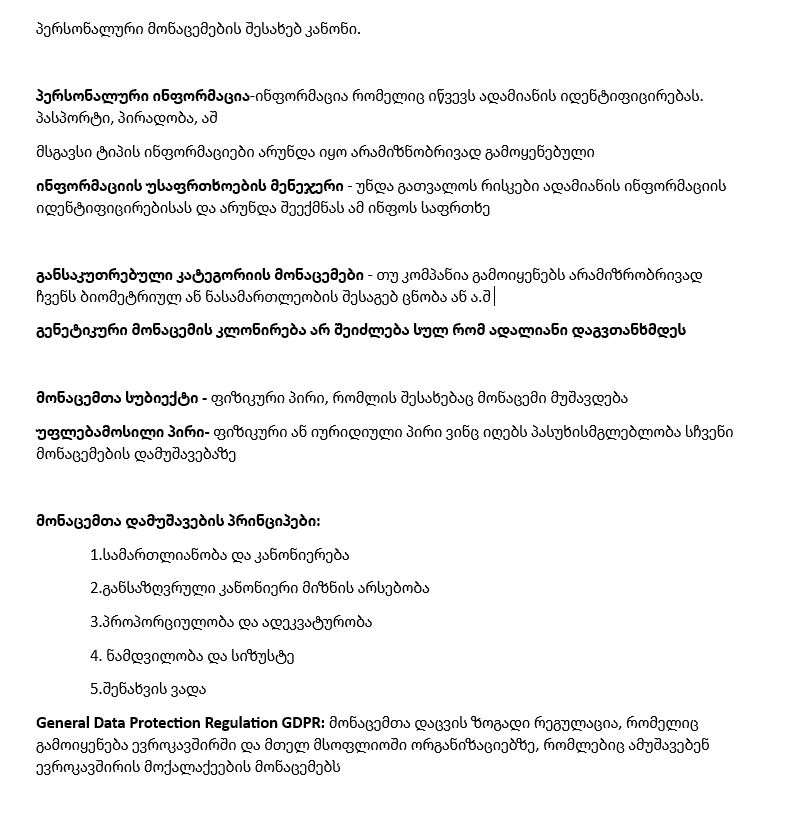 პერსონალური მონაცემების შესახებ კანონი.
პერსონალური ინფორმაცია-ინფორმაცია რომელიც იწვევს ადამიანის იდენტიფიცირებას.
პასპორტი, პირადობა, აშ
მსგავსი ტიპის ინფორმაციები არუნდა იყო არამიზნობრივად გამოყენებული
ინფორმაციის უსაფრთხოების მენეჯერი - უნდა გათვალოს რისკები ადამიანის ინფორმაციის
იდენტიფიცირებისას და არუნდა შეექმნას ამ ინფოს საფრთხე
განსაკუთრებული კატეგორიის მონაცემები - თუ კომპანია გამოიყენებს არამიზრობრივად
ჩვენს ბიომეტრიულ ან ნასამართლეობის შესაგებ ცნობა ან ა.შ
გენეტიკური მონაცემის კლონირება არ შეიძლება სულ რომ ადალიანი დაგვთანხმდეს
მონაცემთა სუბიექტი - ფიზიკური პირი, რომლის შესახებაც მონაცემი მუშავდება
უფლებამოსილი პირი- ფიზიკური ან იურიდიული პირი ვინც იღებს პასუხისმგლებლობა სჩვენი
მონაცემების დამუშავებაზე
მონაცემთა დამუშავების პრინციპები:
1.სამართლიანობა და კანონიერება
2.განსაზღვრული კანონიერი მიზნის არსებობა
3.პროპორციულობა და ადეკვატურობა
4. ნამდვილობა და სიზუსტე
5.შენახვის ვადა
General Data Protection Regulation GDPR: მონაცემთა დაცვის ზოგადი რეგულაცია, რომელიც
გამოიყენება ევროკავშირში და მთელ მსოფლიოში ორგანიზაციებზე, რომლებიც ამუშავებენ
ევროკავშირის მოქალაქეების მონაცემებს